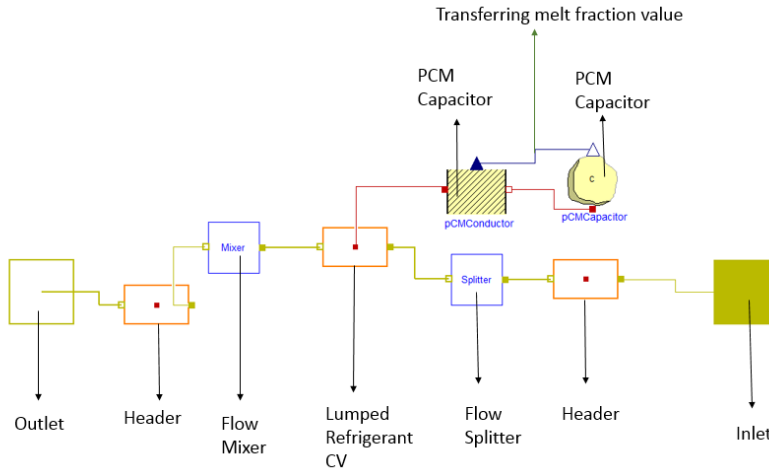 Transferring melt fraction value
PCM
Capacitor
PCM
Capacitor
C
pCMConductor
pCMCapacitor
Mixer
Splitter
Outlet
Header
Flow
Mixer
Lumped
Refrigerant
CV
Flow
Splitter
Header
Inlet